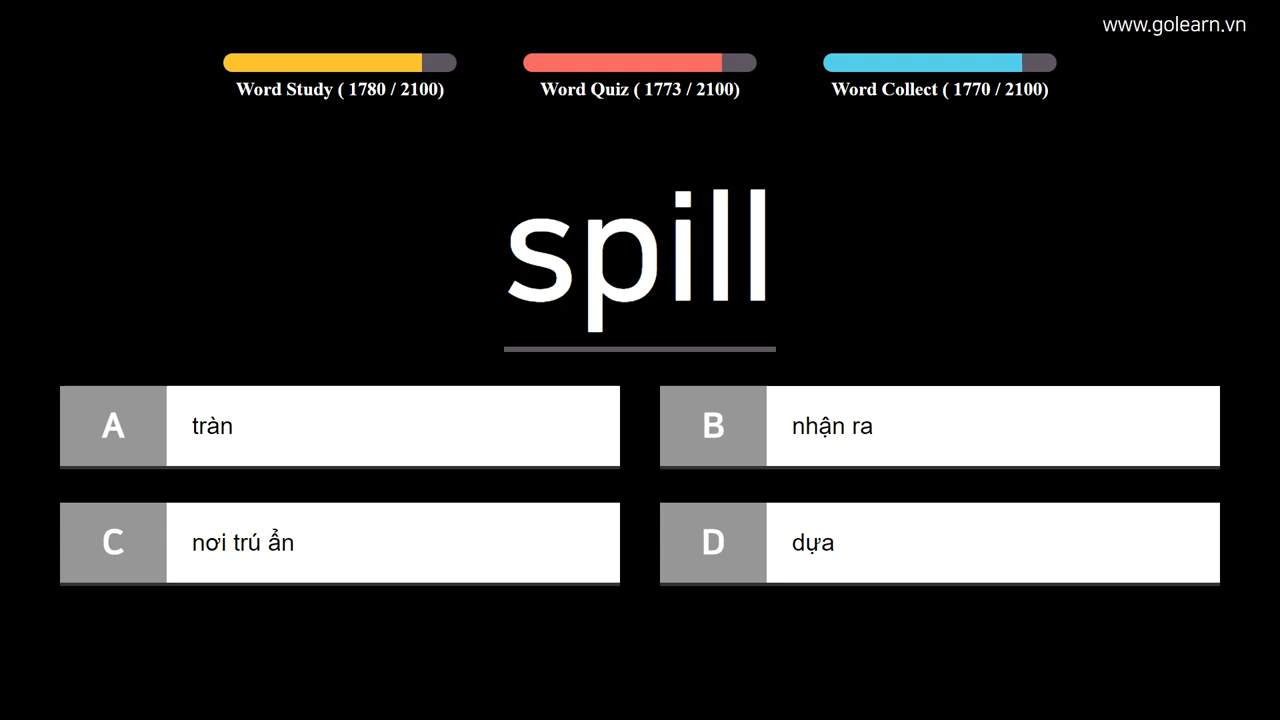 www.golearn.vn
Word Study ( 1780 / 2100)
Word Quiz ( 1773 / 2100)
Word Collect ( 1770 / 2100)
spill
A tràn
B nhận ra
C nơi trú ẩn
D dựa